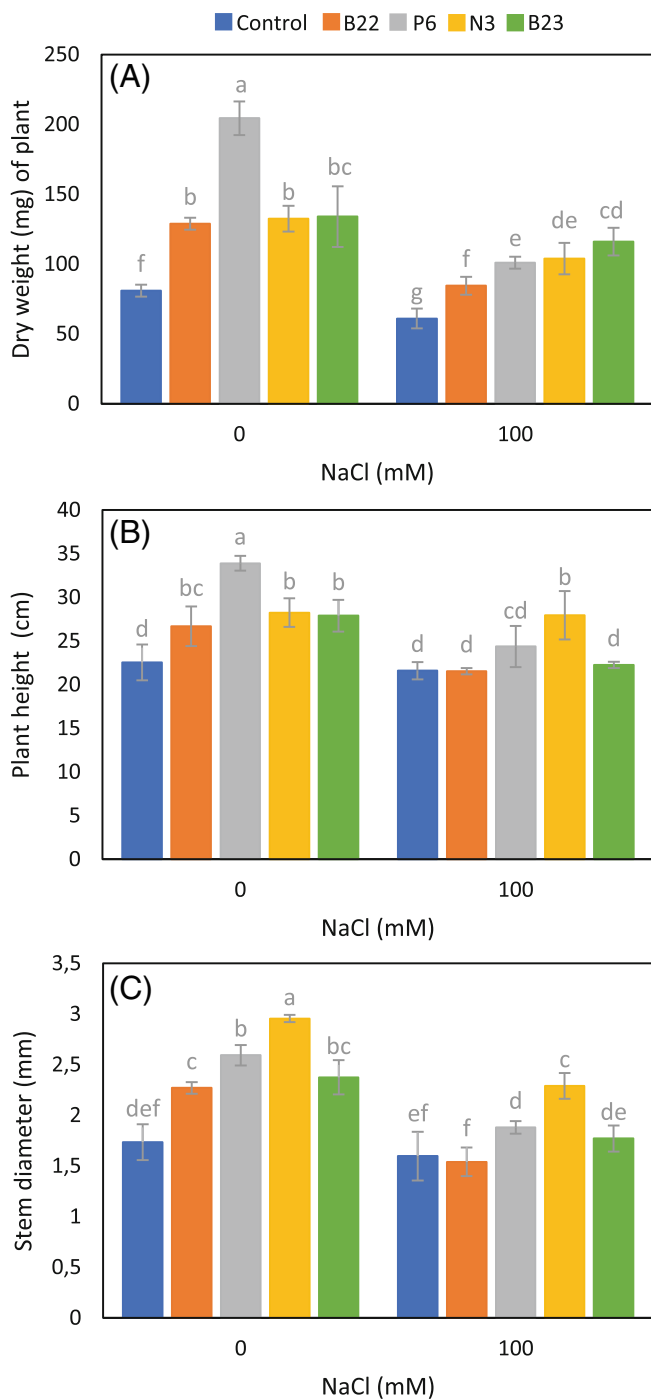 Control B22 P6 N3 B23
(A)
Dry weight (mg) of plant
250
200
150
100
50
0
f b a b bc
g f e de cd
0 100
NaCl (mM)
(B)
Plant height (cm)
40
35
30
25
20
15
10
5
0
d bc a b b
d d cd b d
0 100
NaCl (mM)
(C)
Stem diameter (mm)
3,5
3
2,5
2
1,5
1
0,5
0
def c b a bc
ef f d c de
0 100
NaCl (mM)